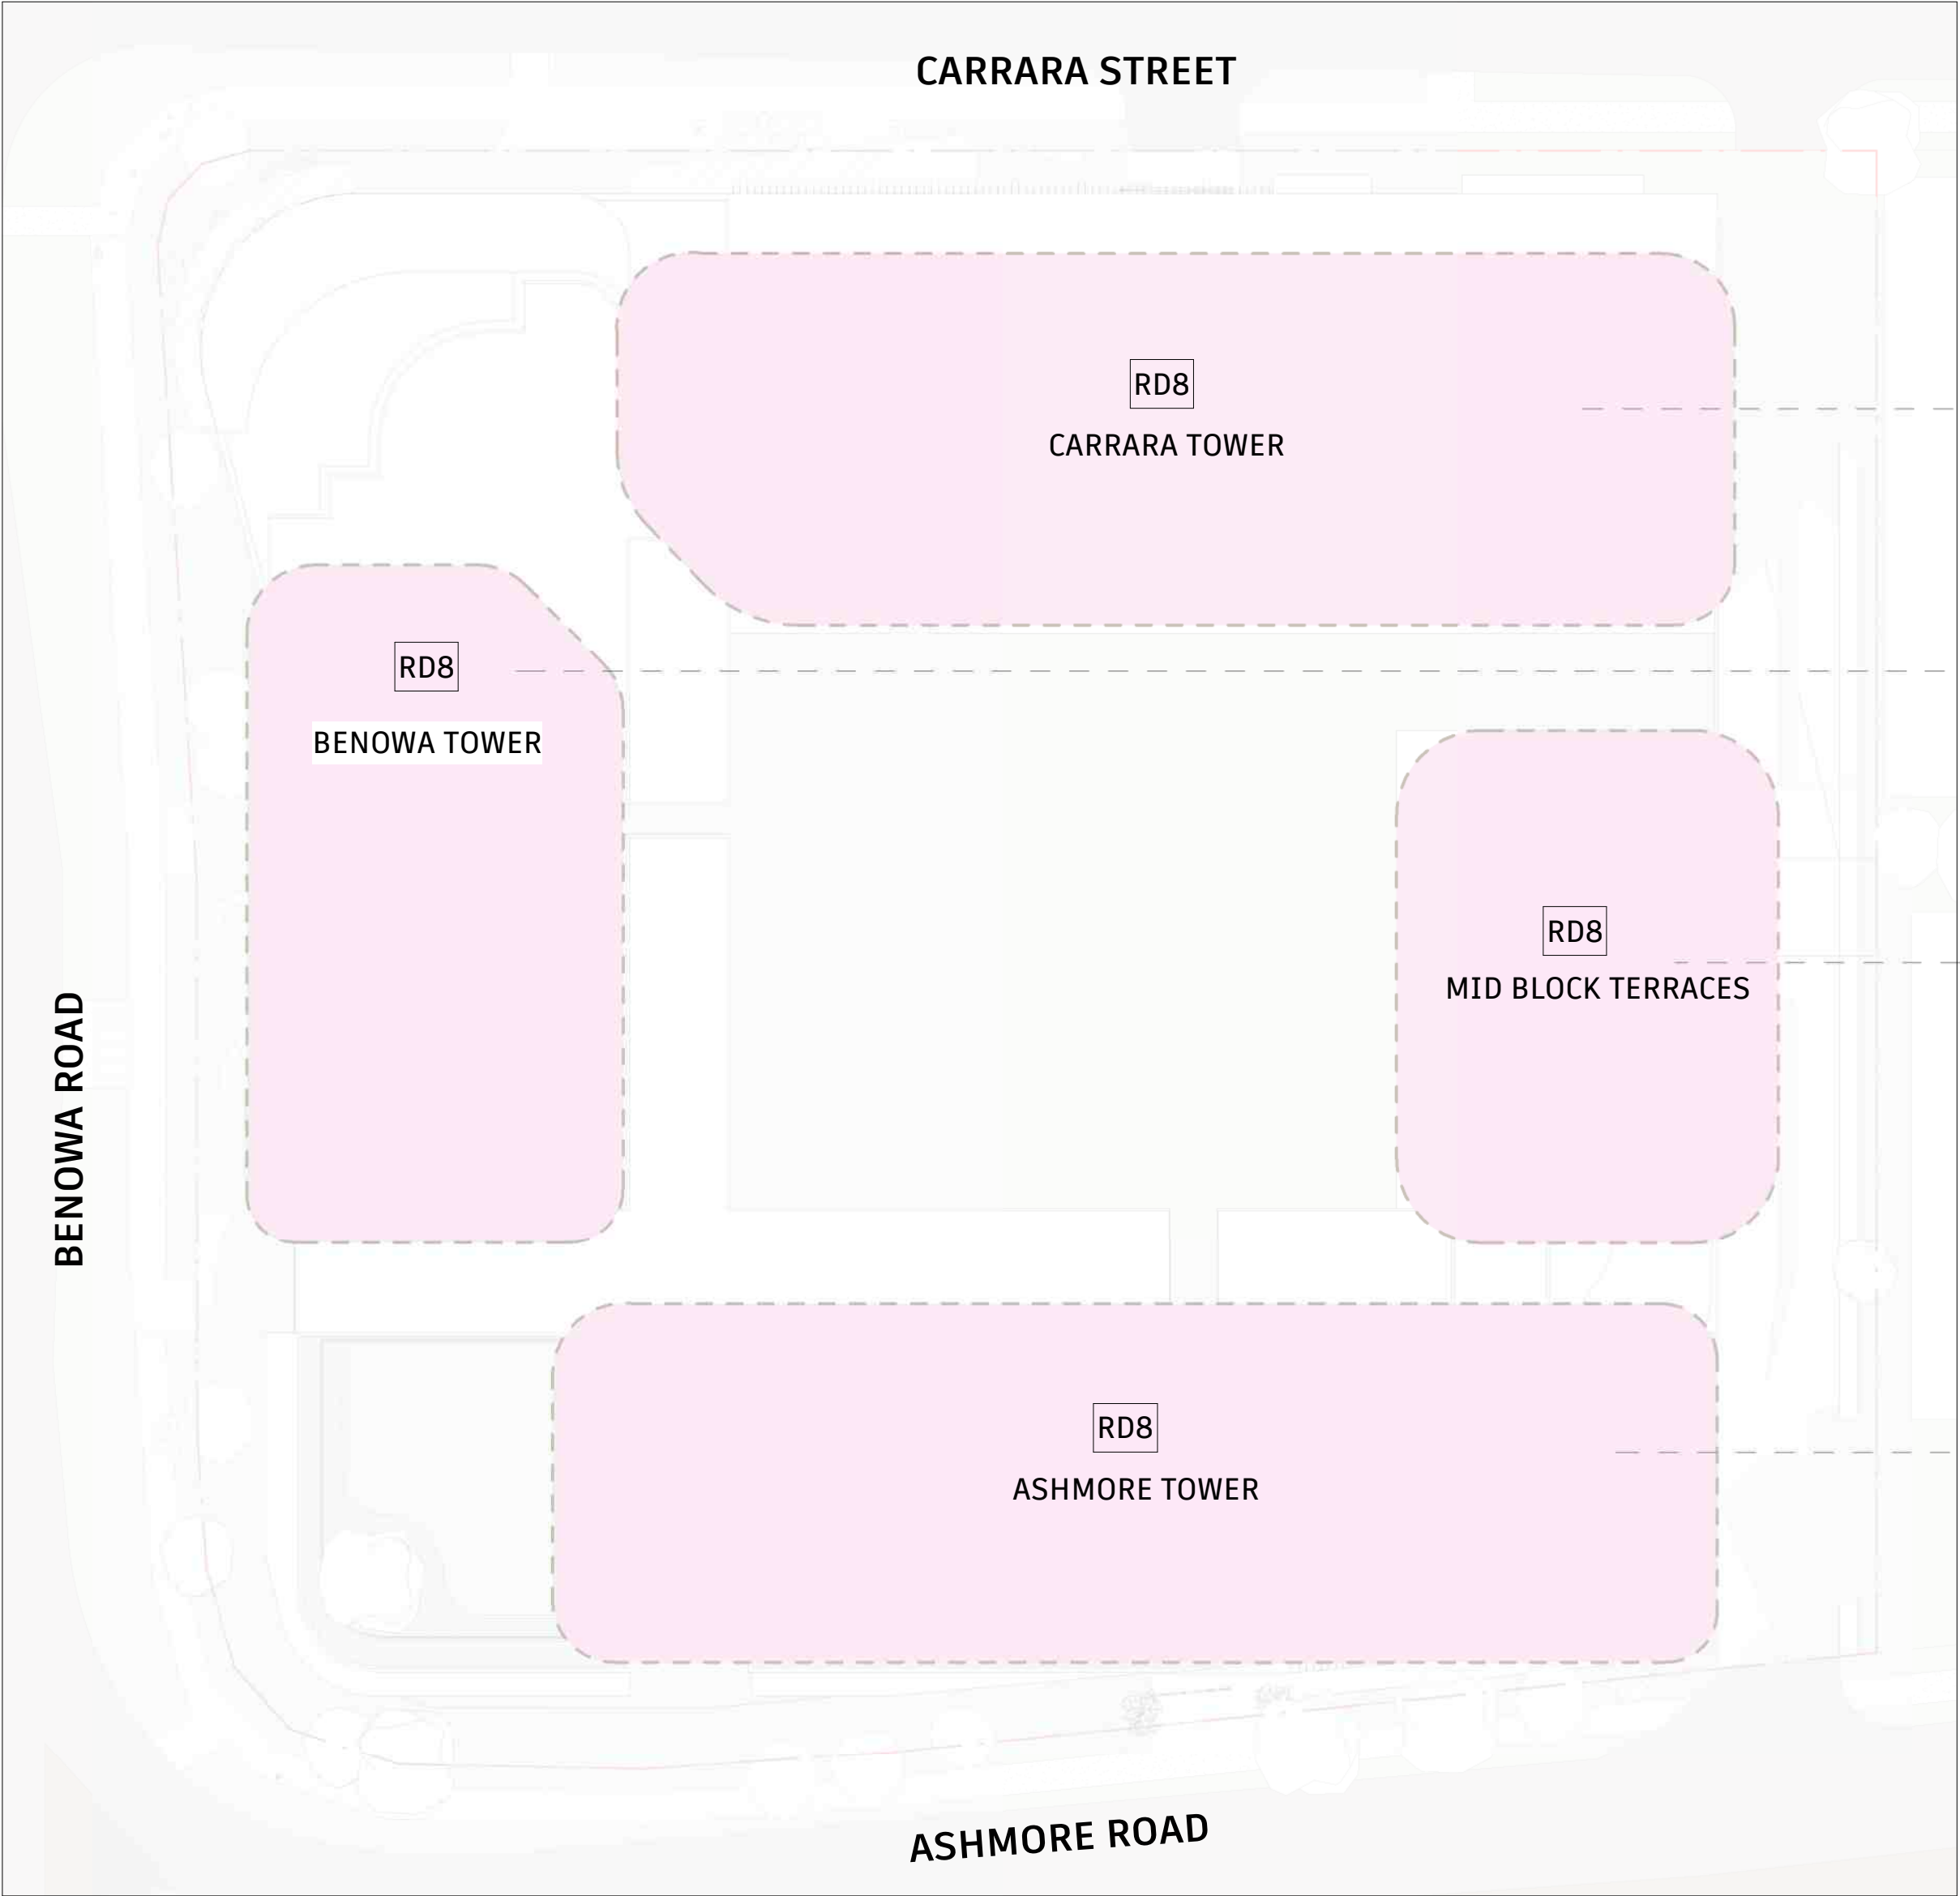 CARRARA STREET
RD8
CARRARA TOWER
RD8
BENOWA TOWER
RD8
MID BLOCK TERRACES
BENOWA ROAD
RD8
ASHMORE TOWER
ASHMORE ROAD